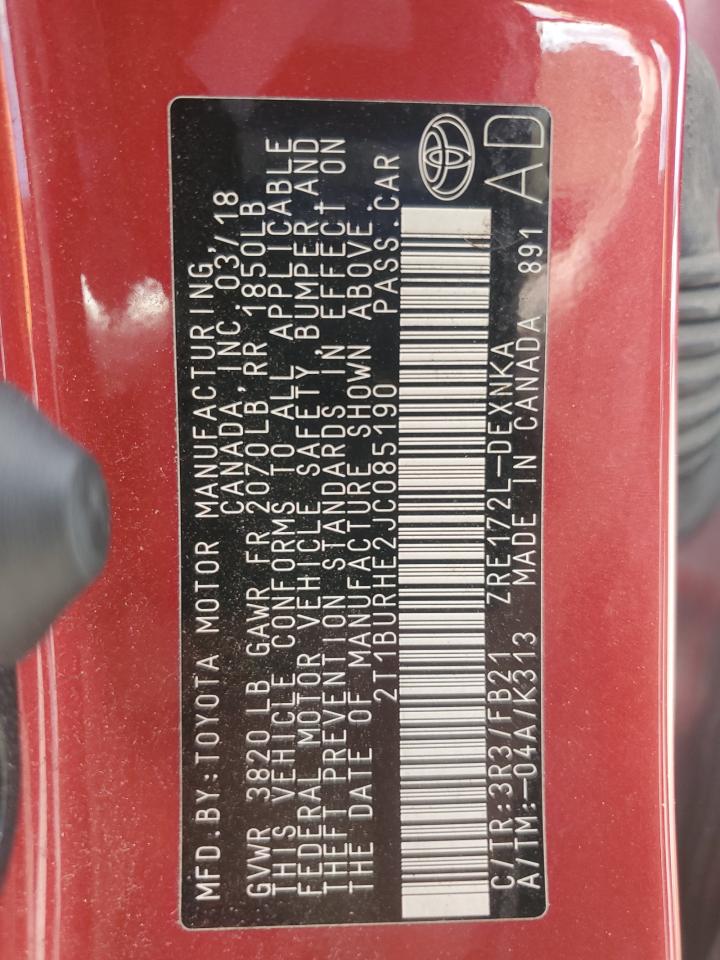 MFD.BY:TOYOTA MOTOR MANUFACTURING,
CANADA, INC. 03/18
GVWR 3820LB GAWR FR 2070LB, RR 1850LB
THIS VEHICLE CONFORMS TO ALL APPLICABLE
FEDERAL MOTOR VEHICLE SAFETY, BUMPER AND
THEFT PREVENTION STANDARDS IN EFFECT ON
THE DATE OF MANUFACTURE SHOWN ABOVE.
2T1BURHE2JC085190 PASS.CAR
C/TR:3R3/FB21 ZRE172L-DEXNKA
A/TM:-04A/K313 MADE IN CANADA 891
AD